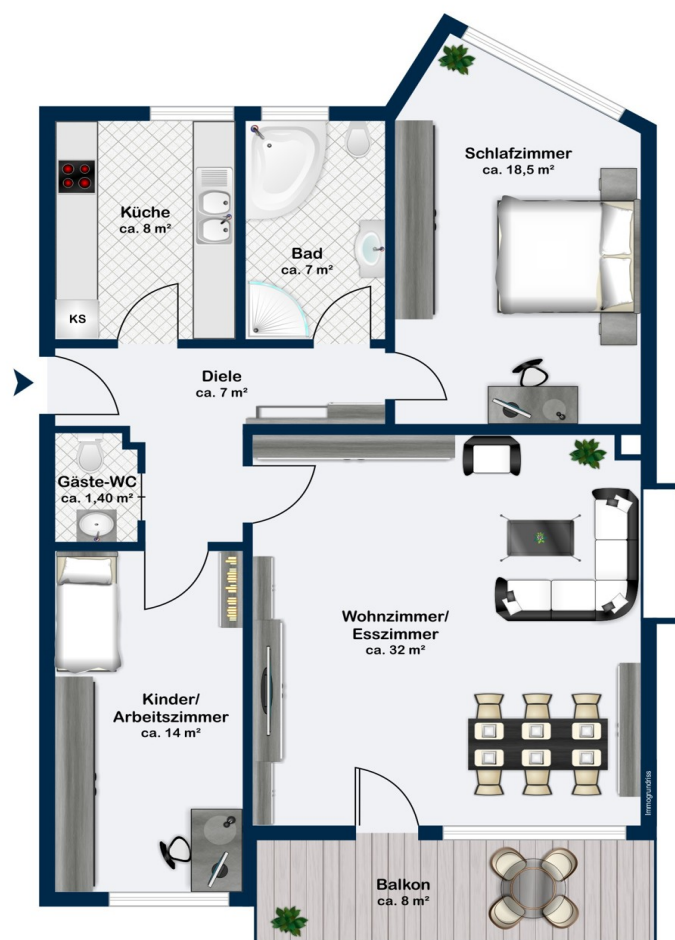 Schlafzimmer
ca. 18,5 m²
Küche
ca. 8 m²
Bad
ca. 7 m²
KS
Diele
ca. 7 m²
Gäste-WC
ca. 1,40 m²
Wohnzimmer/
Esszimmer
ca. 32 m²
Kinder/
Arbeitszimmer
ca. 14 m²
Immogrundriss
Balkon
ca. 8 m²